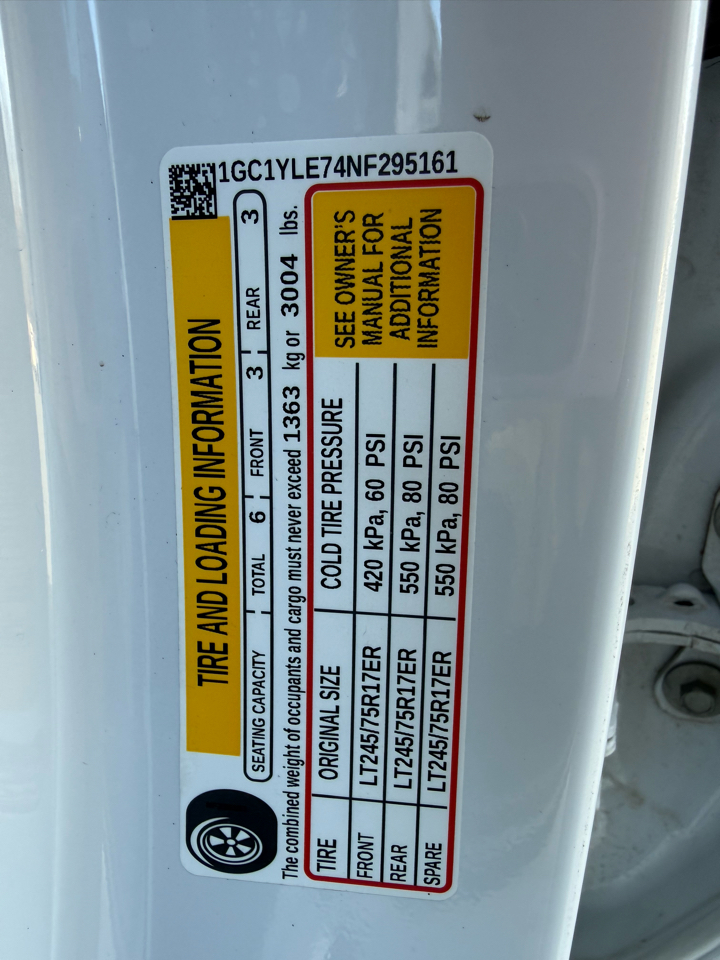 1GC1YLE74NF295161
TIRE AND LOADING INFORMATION
SEATING CAPACITY TOTAL 6 FRONT 3 REAR 3
The combined weight of occupants and cargo must never exceed 1363 kg or 3004 lbs.
TIRE ORIGINAL SIZE COLD TIRE PRESSURE
FRONT LT245/75R17ER 420 kPa, 60 PSI
REAR LT245/75R17ER 550 kPa, 80 PSI
SPARE LT245/75R17ER 550 kPa, 80 PSI
SEE OWNER'S
MANUAL FOR
ADDITIONAL
INFORMATION